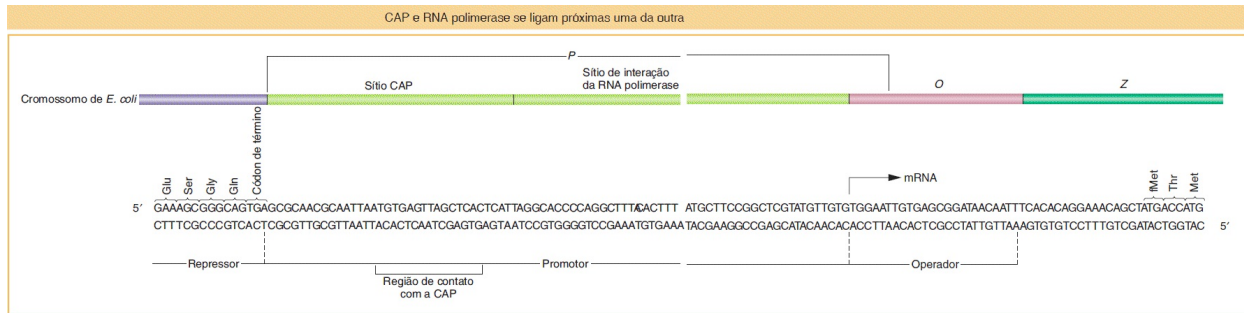 CAP e RNA polimerase se ligam próximas uma da outra
P
Sítio CAP
Sítio de interação
da RNA polimerase
O
Z
Cromossomo de E. coli
Glu
Ser
Gly
Gln
Códon de término
mRNA
fMet
Thr
Met
5′ GAAAGCGGGCAGTGAGCGCAACGCAATTAATGTGAGTTAGCTCACTCATTAGGCACCCCAGGCTTTACACTTT ATGCTTCCGGCTCGTATGTTGTGTGGAATTGTGAGCGGATAACAATTTCACACAGGAAACAGCTATGACCATG
CTTTCGCCCGTCACTCGCGTTGCGTTAATTACACTCAATCGAGTGAGTAATCCGTGGGGTCCGAAATGTGAAA TACGAAGGCCGAGCATACAACACACCTTAACACTCGCCTATTGTTAAAGTGTGTCCTTTGTCGATACTGGTAC 5′
Repressor
Promotor
Operador
Região de contato
com a CAP